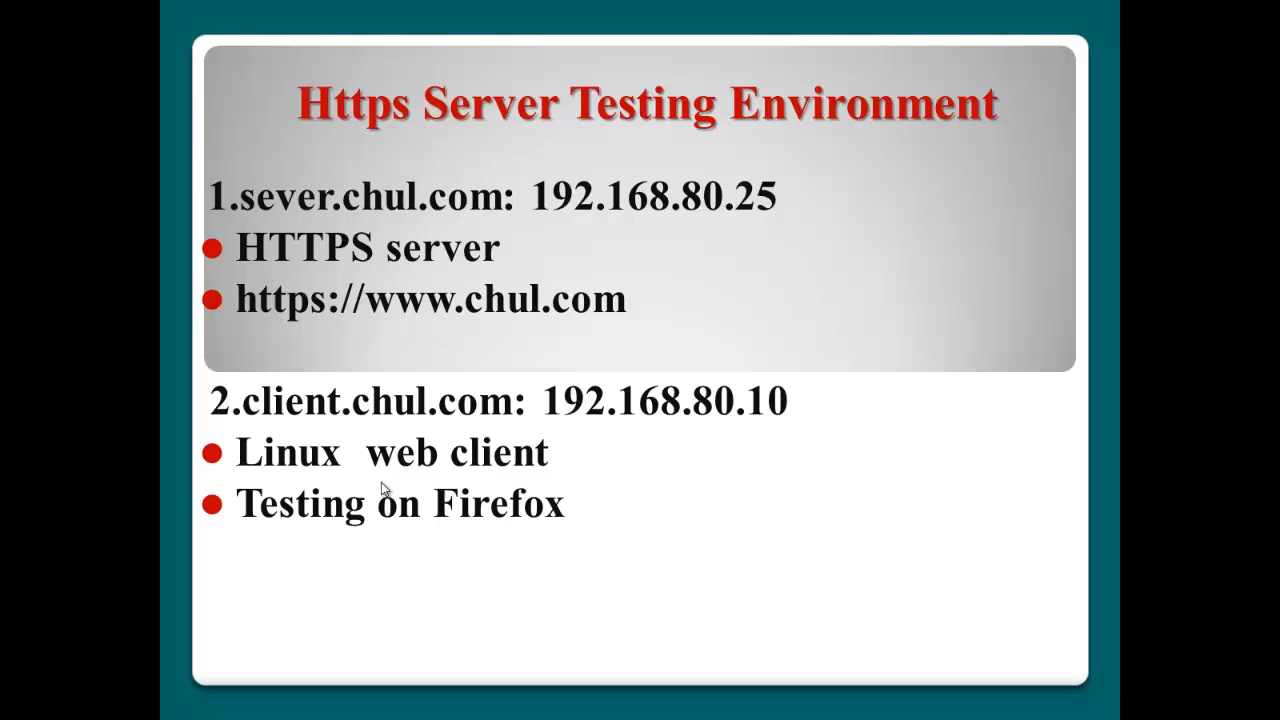 Https Server Testing Environment
1.sever.chul.com: 192.168.80.25
HTTPS server
https://www.chul.com
2.client.chul.com: 192.168.80.10
Linux  web client
Testing on Firefox